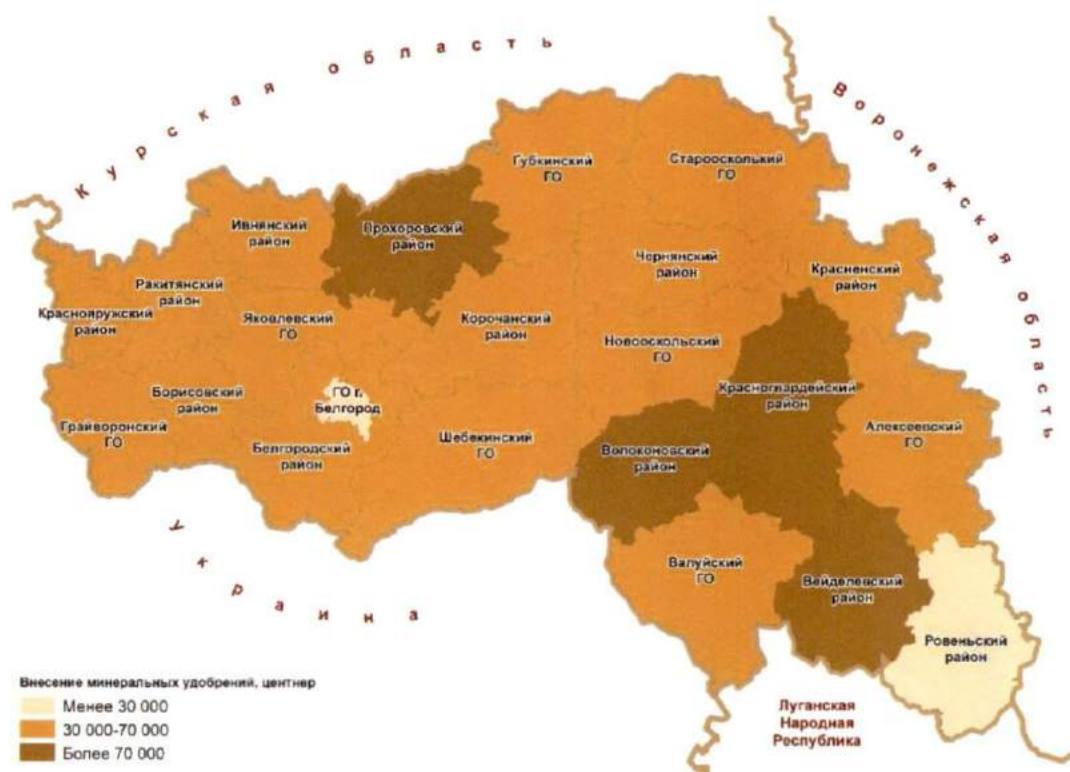 Курская область
Воронежская область
Губкинский
ГО
Старооскольский
ГО
Ивнянский
район
Прохоровский
район
Чернянский
район
Красненский
район
Ракитянский
район
Краснояружский
район
Яковлевский
ГО
Корочанский
район
Новооскольский
ГО
Красногвардейский
район
ГО г.
Белгород
Борисовский
район
Грайворонский
ГО
Белгородский
район
Шебекинский
ГО
Волоконовский
район
Алексеевский
ГО
Валуйский
ГО
Вейделевский
район
Ровеньский
район
Украина
Луганская
Народная
Республика
Внесение минеральных удобрений, центнер
Менее 30 000
30 000-70 000
Более 70 000